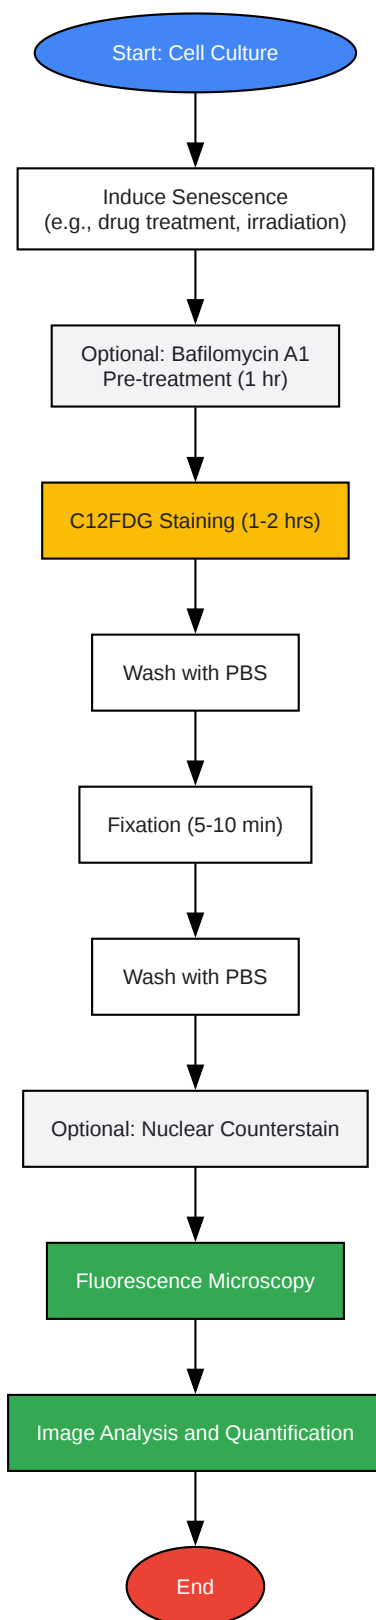 Start: Cell Culture
Induce Senescence
(e.g., drug treatment, irradiation)
Optional: Bafilomycin A1
Pre-treatment (1 hr)
C12FDG Staining (1-2 hrs)
Wash with PBS
Fixation (5-10 min)
Wash with PBS
Optional: Nuclear Counterstain
Fluorescence Microscopy
Image Analysis and Quantification
End